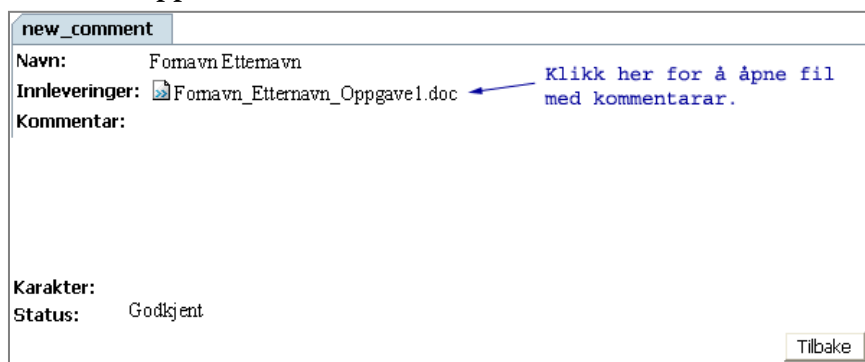 new_comment
Navn: Fornavn Etternavn
Innleveringer: Fornavn_Etternavn_Oppgave1.doc
Klikk her for å åpne fil
med kommentarar.
Kommentar:
Karakter:
Status: Godkjent
Tilbake